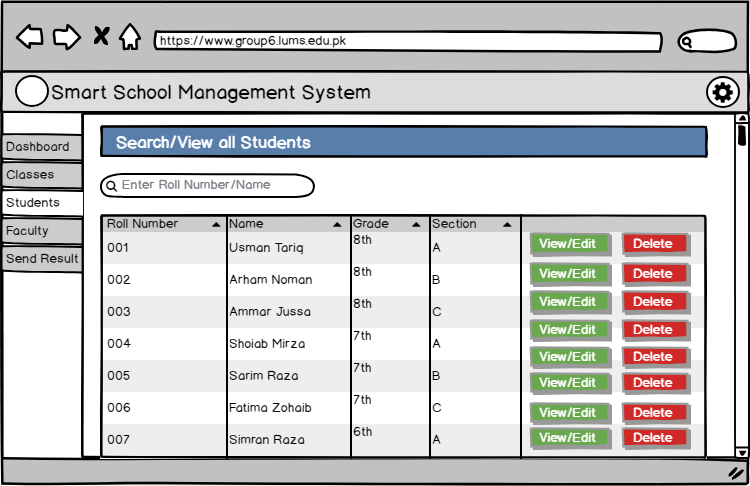 https://www.group6.lums.edu.pk
Smart School Management System
Dashboard
Classes
Students
Faculty
Send Result
Search/View all Students
Enter Roll Number/Name
Roll Number Name Grade Section
001 Usman Tariq 8th A View/Edit Delete
002 Arham Noman 8th B View/Edit Delete
003 Ammar Jussa 8th C View/Edit Delete
004 Shoiab Mirza 7th A View/Edit Delete
View/Edit Delete
005 Sarim Raza 7th B View/Edit Delete
006 Fatima Zohaib 7th C View/Edit Delete
007 Simran Raza 6th A View/Edit Delete